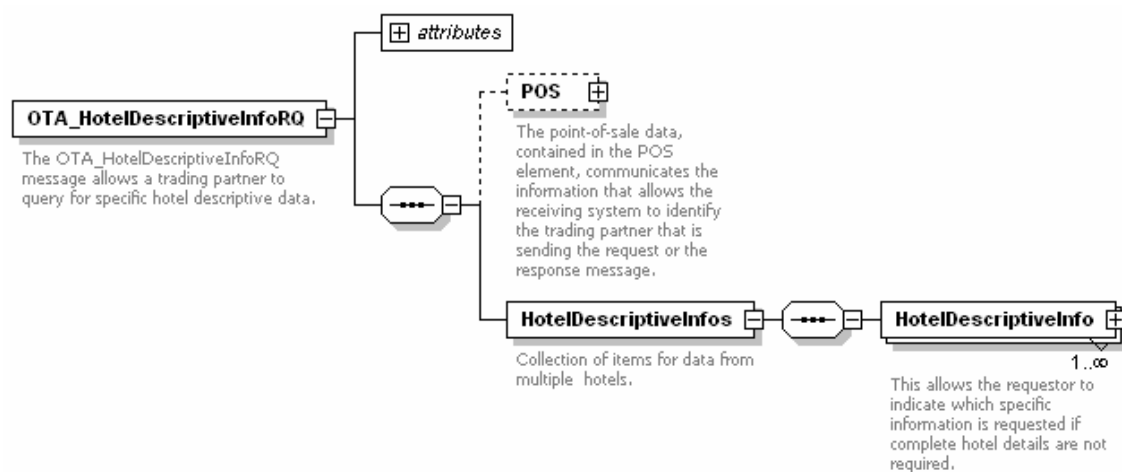 attributes
POS
OTA_HotelDescriptiveInfoRQ
The OTA_HotelDescriptiveInfoRQ
message allows a trading partner to
query for specific hotel descriptive data.
The point-of-sale data,
contained in the POS
element, communicates the
information that allows the
receiving system to identify
the trading partner that is
sending the request or the
response message.
HotelDescriptiveInfos
Collection of items for data from
multiple hotels.
HotelDescriptiveInfo
1..∞
This allows the requestor to
indicate which specific
information is requested if
complete hotel details are not
required.